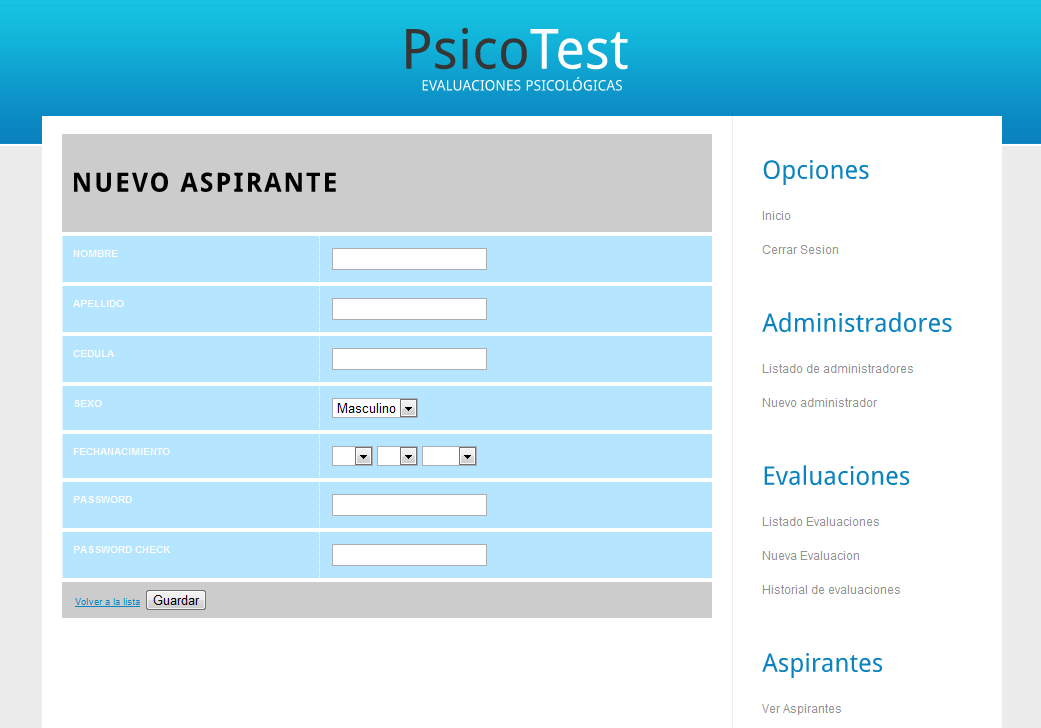 PsicoTest
EVALUACIONES PSICOLÓGICAS
NUEVO ASPIRANTE
NOMBRE
APELLIDO
CEDULA
SEXO Masculino
FECHANACIMIENTO
PASSWORD
PASSWORD CHECK
Volver a la lista Guardar
Opciones
Inicio
Cerrar Sesion
Administradores
Listado de administradores
Nuevo administrador
Evaluaciones
Listado Evaluaciones
Nueva Evaluacion
Historial de evaluaciones
Aspirantes
Ver Aspirantes